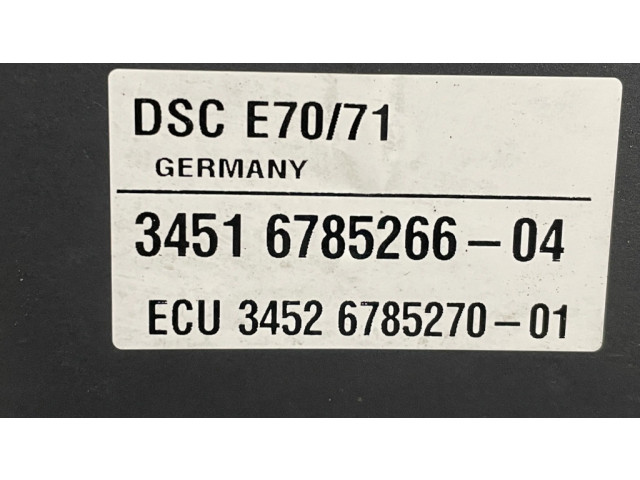 DSC E70/71
GERMANY
3451 6785266-04
ECU 3452 6785270-01